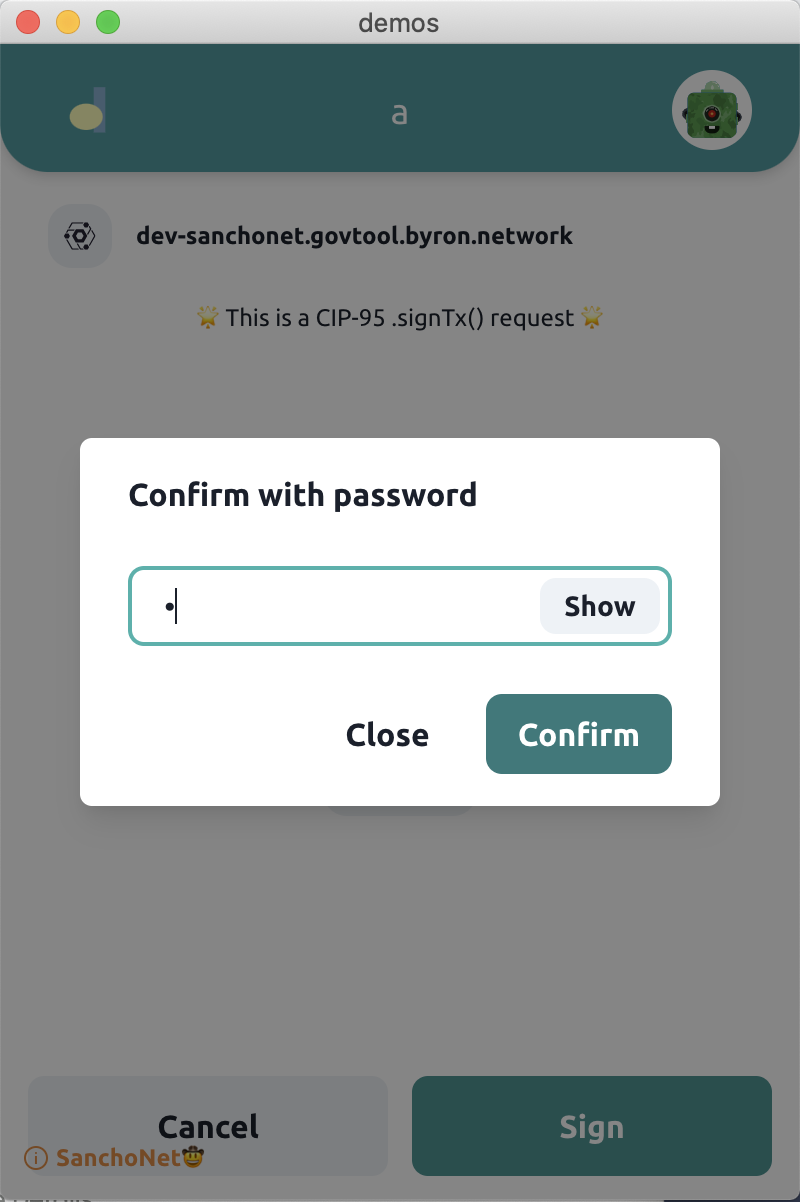 demos
a
dev-sanchonet.govtool.byron.network
🌟 This is a CIP-95 .signTx() request 🌟
Confirm with password
•
Show
Close
Confirm
Cancel
Sign
SanchoNet🤠